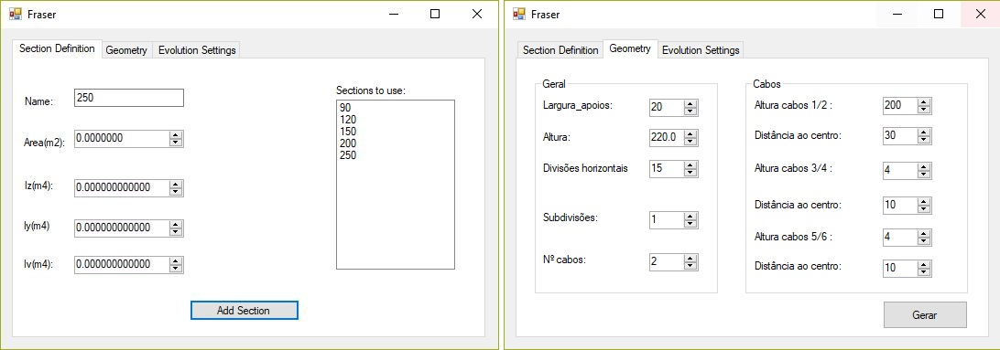 Fraser
Section Definition Geometry Evolution Settings
Name: 250
Area(m2): 0.0000000
Iz(m4): 0.000000000000
Iy(m4) 0.000000000000
Iv(m4): 0.000000000000
Sections to use:
90
120
150
200
250
Add Section
Fraser
Section Definition Geometry Evolution Settings
Geral
Largura_apoios: 20
Altura: 220.0
Divisões horizontais 15
Subdivisões: 1
Nº cabos: 2
Cabos
Altura cabos 1/2 : 200
Distância ao centro: 30
Altura cabos 3/4 : 4
Distância ao centro: 10
Altura cabos 5/6 : 4
Distância ao centro: 10
Gerar